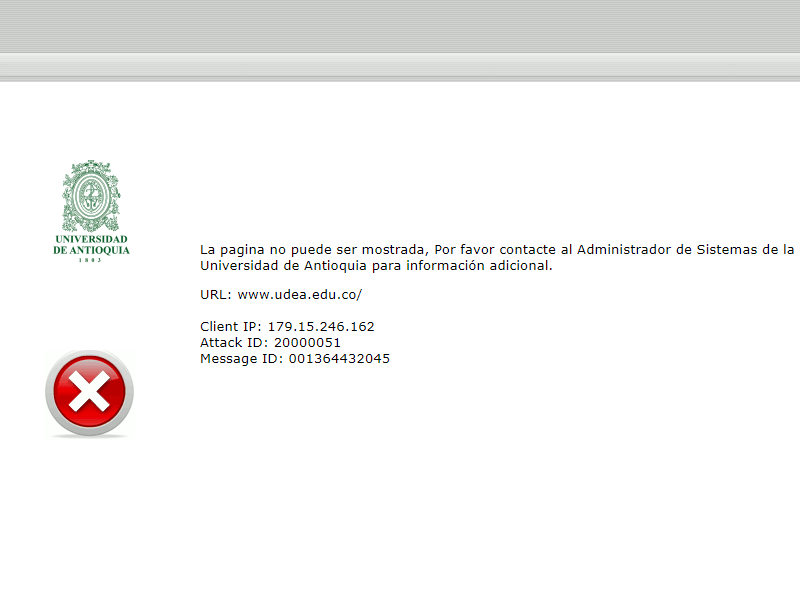 UNIVERSIDAD
DE ANTIOQUIA
1803
La pagina no puede ser mostrada, Por favor contacte al Administrador de Sistemas de la
Universidad de Antioquia para información adicional.
URL: www.udea.edu.co/
Client IP: 179.15.246.162
Attack ID: 20000051
Message ID: 001364432045